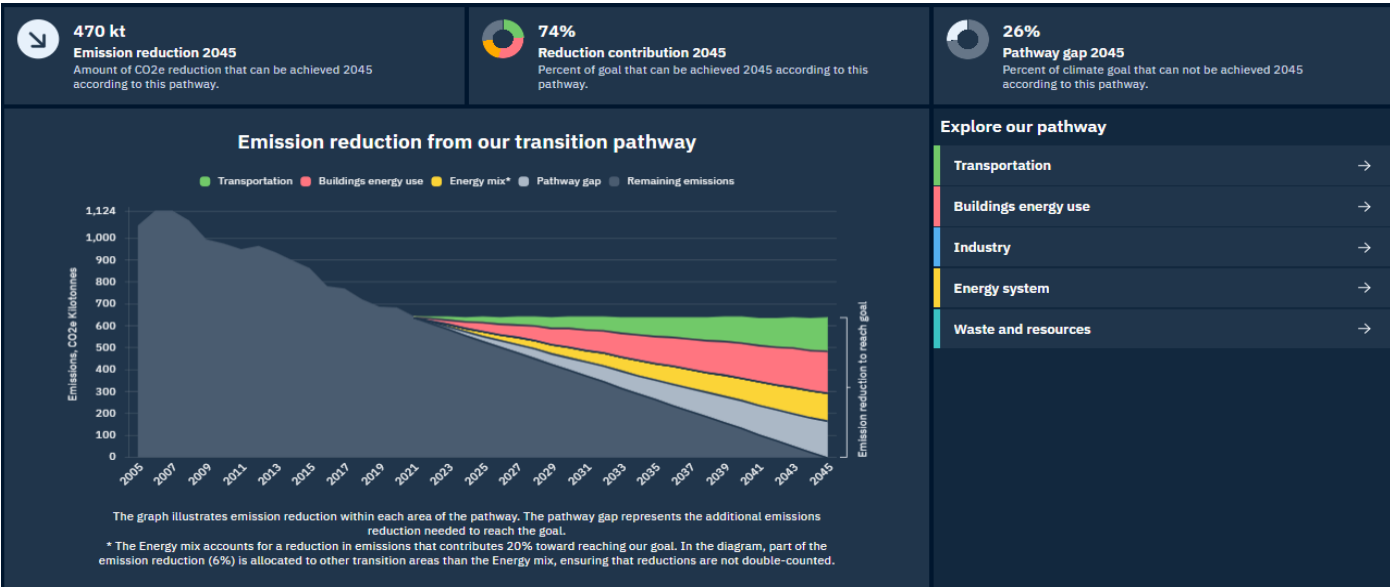 470 kt
Emission reduction 2045
Amount of CO2e reduction that can be achieved 2045
according to this pathway.
74%
Reduction contribution 2045
Percent of goal that can be achieved 2045 according to this
pathway.
26%
Pathway gap 2045
Percent of climate goal that can not be achieved 2045
according to this pathway.
Emission reduction from our transition pathway
Transportation
Buildings energy use
Energy mix*
Pathway gap
Remaining emissions
Emissions, CO2e Kilotonnes
1,124
1,000
900
800
700
600
500
400
300
200
100
0
2005
2007
2009
2011
2013
2015
2017
2019
2021
2023
2025
2027
2029
2031
2033
2035
2037
2039
2041
2043
2045
Emission reduction to reach goal
The graph illustrates emission reduction within each area of the pathway. The pathway gap represents the additional emissions
reduction needed to reach the goal.
* The Energy mix accounts for a reduction in emissions that contributes 20% toward reaching our goal. In the diagram, part of the
emission reduction (6%) is allocated to other transition areas than the Energy mix, ensuring that reductions are not double-counted.
Explore our pathway
Transportation
Buildings energy use
Industry
Energy system
Waste and resources